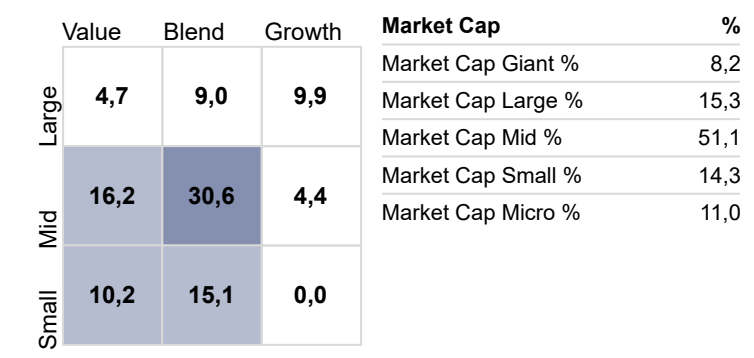 Value Blend Growth
Large 4,7 9,0 9,9
Mid 16,2 30,6 4,4
Small 10,2 15,1 0,0
Market Cap %
Market Cap Giant % 8,2
Market Cap Large % 15,3
Market Cap Mid % 51,1
Market Cap Small % 14,3
Market Cap Micro % 11,0